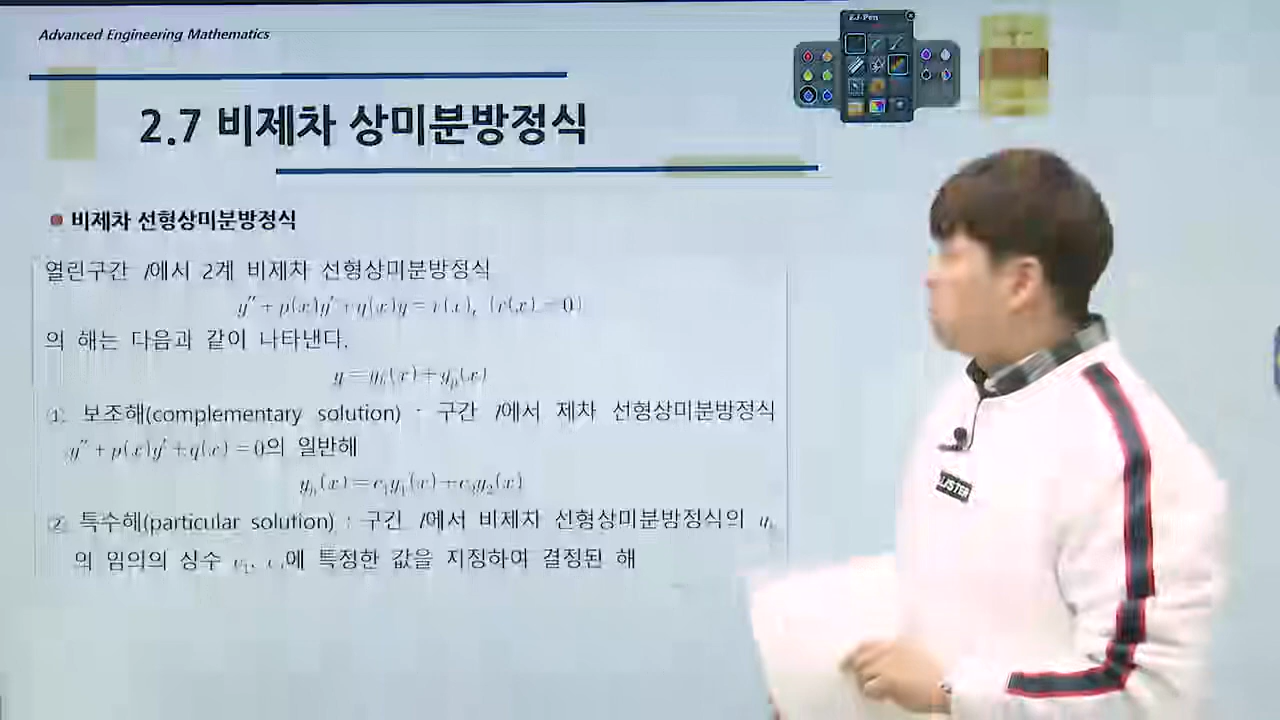 Advanced Engineering Mathematics
EZ-Pen
2.7 비제차 상미분방정식
비제차 선형상미분방정식
열린구간 I에서 2계 비제차 선형상미분방정식
y″ + p(x)y′ + q(x)y = r(x), (r(x) 0)
의 해는 다음과 같이 나타낸다.
y = yh(x) + yp(x)
① 보조해(complementary solution) : 구간 I에서 제차 선형상미분방정식
y″ + p(x)y′ + q(x) = 0의 일반해
yh(x) = c1y1(x) + c2y2(x)
② 특수해(particular solution) : 구간 I에서 비제차 선형상미분방정식의
의 임의의 상수 c1, 에 특정한 값을 지정하여 결정된 해